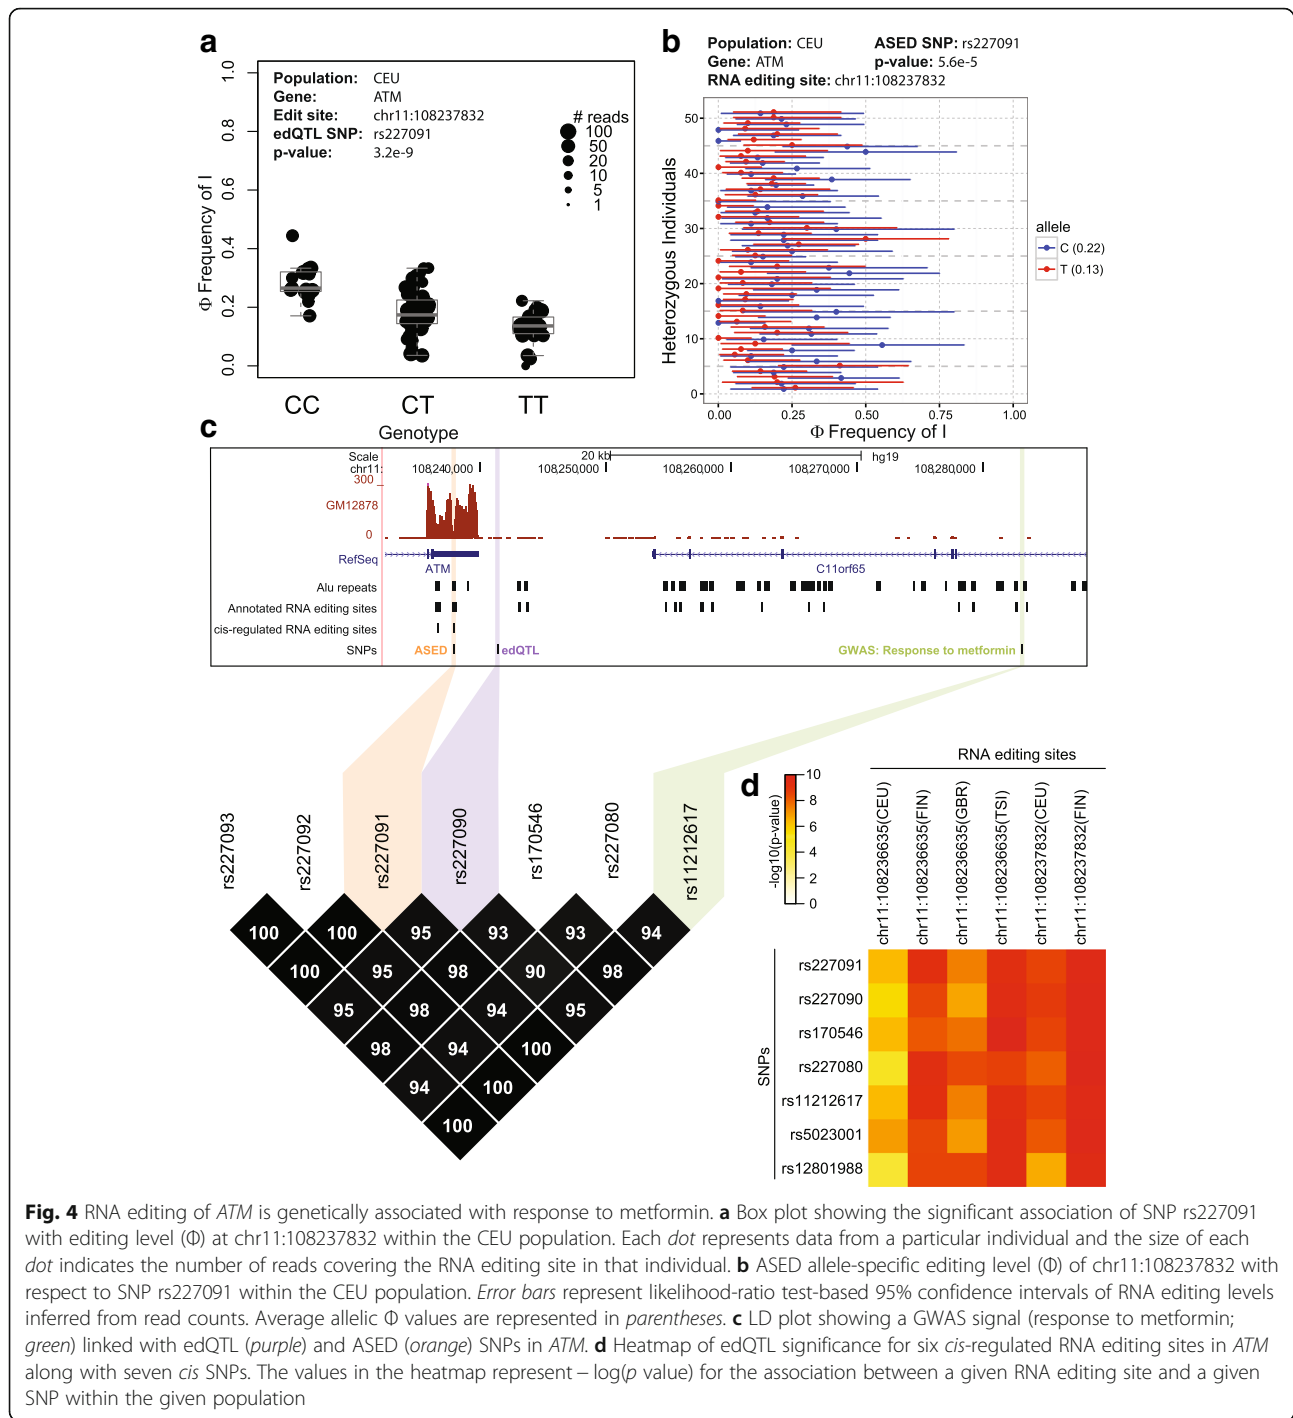 a
Population: CEU
Gene: ATM
Edit site: chr11:108237832
edQTL SNP: rs227091
p-value: 3.2e-9
# reads
100
50
20
10
5
1
Φ Frequency of I
1.0
0.8
0.6
0.4
0.2
0.0
CC CT TT
Genotype
b
Population: CEU ASED SNP: rs227091
Gene: ATM p-value: 5.6e-5
RNA editing site: chr11:108237832
Heterozygous Individuals
50
40
30
20
10
0
0.00 0.25 0.50 0.75 1.00
Φ Frequency of I
allele
C (0.22)
T (0.13)
c
Scale 20 kb hg19
chr11: 108,240,000 108,250,000 108,260,000 108,270,000 108,280,000
300
GM12878
0
RefSeq
ATM C11orf65
Alu repeats
Annotated RNA editing sites
cis-regulated RNA editing sites
SNPs ASED edQTL GWAS: Response to metformin
rs227093 rs227092 rs227091 rs227090 rs170546 rs227080 rs11212617
100 100 95 93 93 94
100 95 98 90 98
95 98 94 95
98 94 100
94 100
100
d
RNA editing sites
-log10(p-value)
10
8
6
4
2
0
chr11:108236635(CEU)
chr11:108236635(FIN)
chr11:108236635(GBR)
chr11:108236635(TSI)
chr11:108237832(CEU)
chr11:108237832(FIN)
SNPs
rs227091
rs227090
rs170546
rs227080
rs11212617
rs5023001
rs12801988
Fig. 4 RNA editing of ATM is genetically associated with response to metformin. a Box plot showing the significant association of SNP rs227091
with editing level (Φ) at chr11:108237832 within the CEU population. Each dot represents data from a particular individual and the size of each
dot indicates the number of reads covering the RNA editing site in that individual. b ASED allele-specific editing level (Φ) of chr11:108237832 with
respect to SNP rs227091 within the CEU population. Error bars represent likelihood-ratio test-based 95% confidence intervals of RNA editing levels
inferred from read counts. Average allelic Φ values are represented in parentheses. c LD plot showing a GWAS signal (response to metformin;
green) linked with edQTL (purple) and ASED (orange) SNPs in ATM. d Heatmap of edQTL significance for six cis-regulated RNA editing sites in ATM
along with seven cis SNPs. The values in the heatmap represent – log(p value) for the association between a given RNA editing site and a given
SNP within the given population